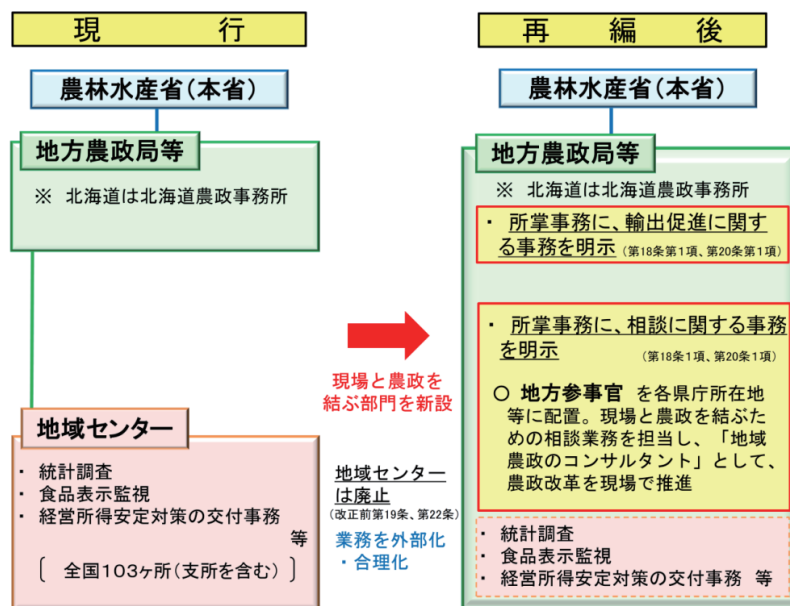 現行
農林水産省(本省)
地方農政局等
※ 北海道は北海道農政事務所
地域センター
・ 統計調査
・ 食品表示監視
・ 経営所得安定対策の交付事務
等
〔 全国103ヶ所(支所を含む) 〕
現場と農政を
結ぶ部門を新設
地域センター
は廃止
(改正前第19条、第22条)
業務を外部化
・合理化
再編後
農林水産省(本省)
地方農政局等
※ 北海道は北海道農政事務所
・ 所掌事務に、輸出促進に関す
る事務を明示 (第18条第1項、第20条第1項)
・ 所掌事務に、相談に関する事務
を明示 (第18条1項、第20条1項)
○ 地方参事官 を各県庁所在地
等に配置。現場と農政を結ぶた
めの相談業務を担当し、「地域
農政のコンサルタント」として、
農政改革を現場で推進
・ 統計調査
・ 食品表示監視
・ 経営所得安定対策の交付事務 等